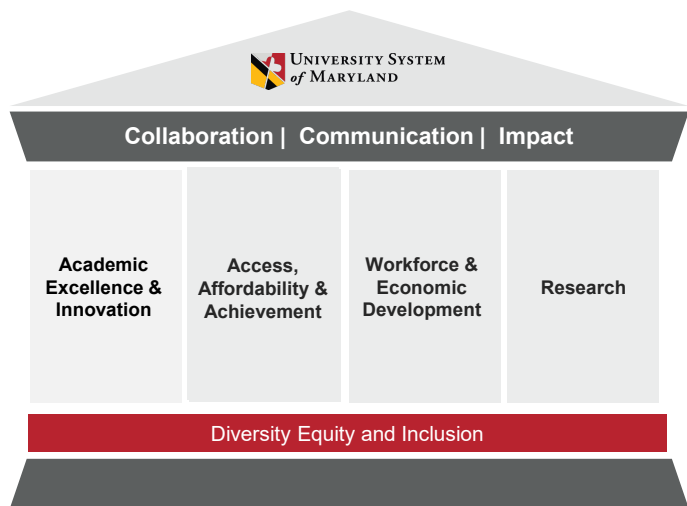 UNIVERSITY SYSTEM
of MARYLAND
Collaboration | Communication | Impact
Academic
Excellence &
Innovation
Access,
Affordability &
Achievement
Workforce &
Economic
Development
Research
Diversity Equity and Inclusion